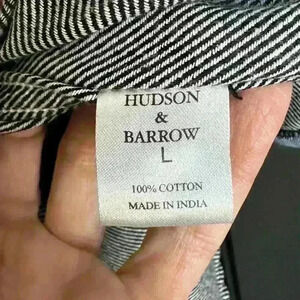 HUDSON
&
BARROW
L
100% COTTON
MADE IN INDIA